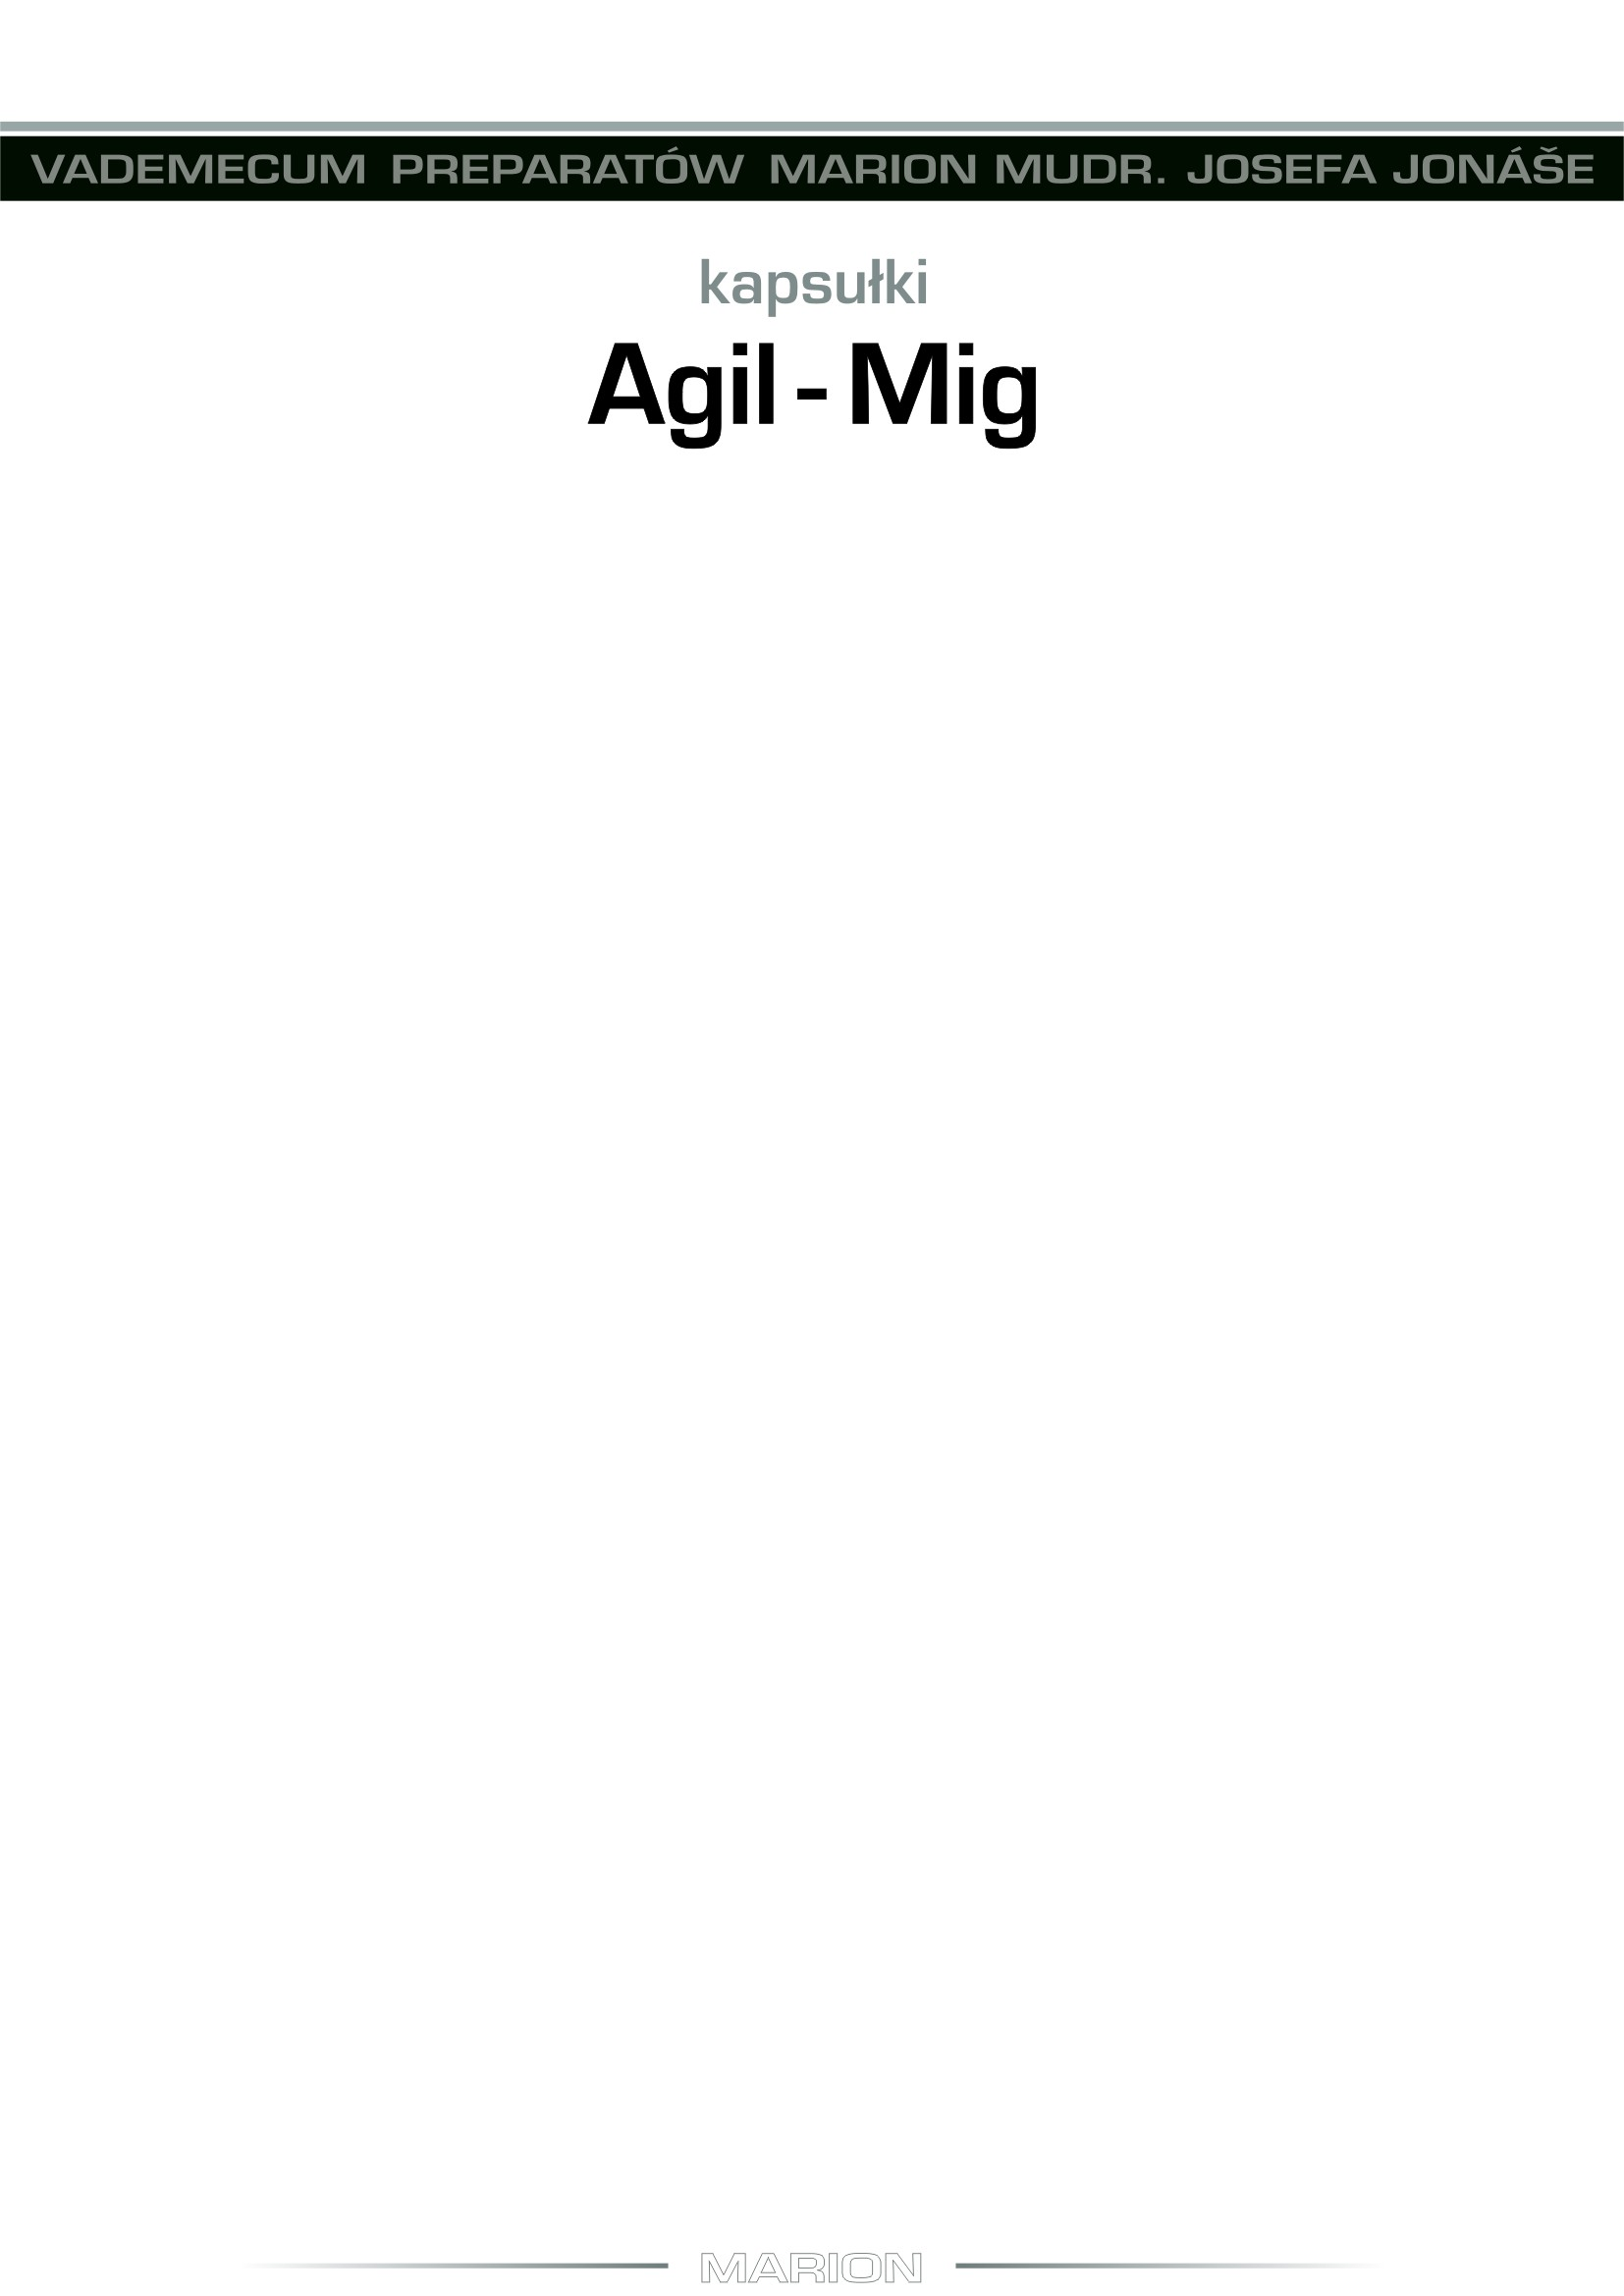 VADEMECUM PREPARATÓW MARION MUDR. JOSEFA JONÁŠE
kapsułki
Agil - Mig
MARION